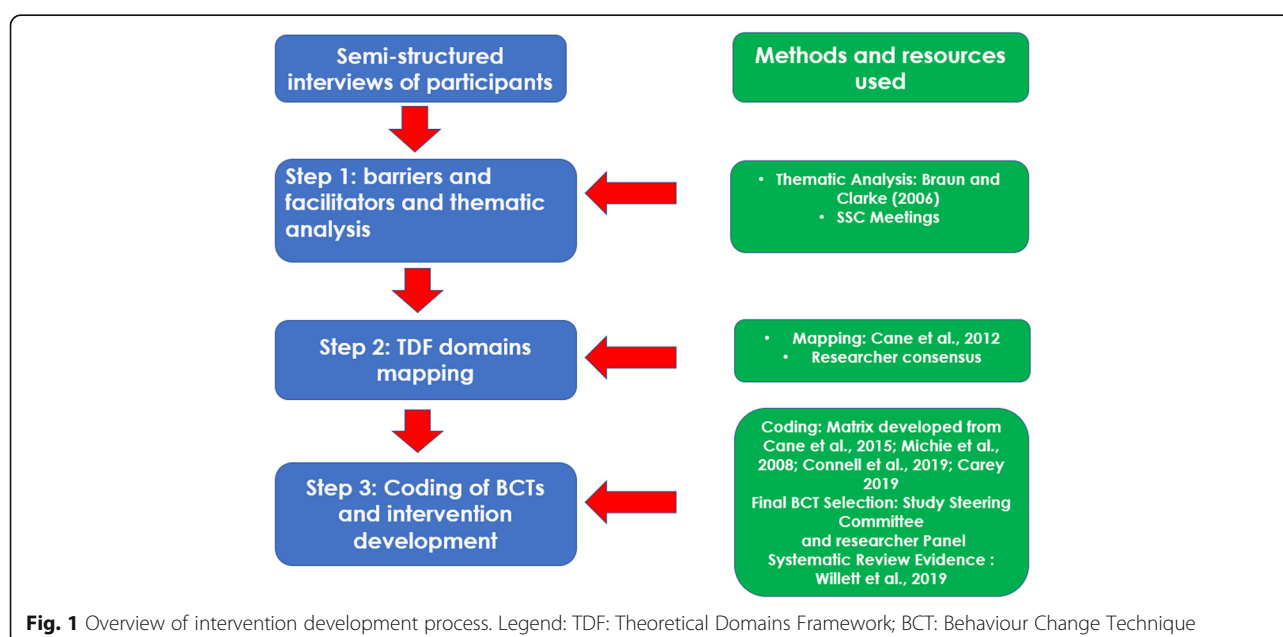 Semi-structured
interviews of participants
Methods and resources
used
Step 1: barriers and
facilitators and thematic
analysis
• Thematic Analysis: Braun and
Clarke (2006)
• SSC Meetings
Step 2: TDF domains
mapping
• Mapping: Cane et al., 2012
• Researcher consensus
Step 3: Coding of BCTs
and intervention
development
Coding: Matrix developed from
Cane et al., 2015; Michie et al.,
2008; Connell et al., 2019; Carey
2019
Final BCT Selection: Study Steering
Committee
and researcher Panel
Systematic Review Evidence :
Willett et al., 2019
Fig. 1 Overview of intervention development process. Legend: TDF: Theoretical Domains Framework; BCT: Behaviour Change Technique